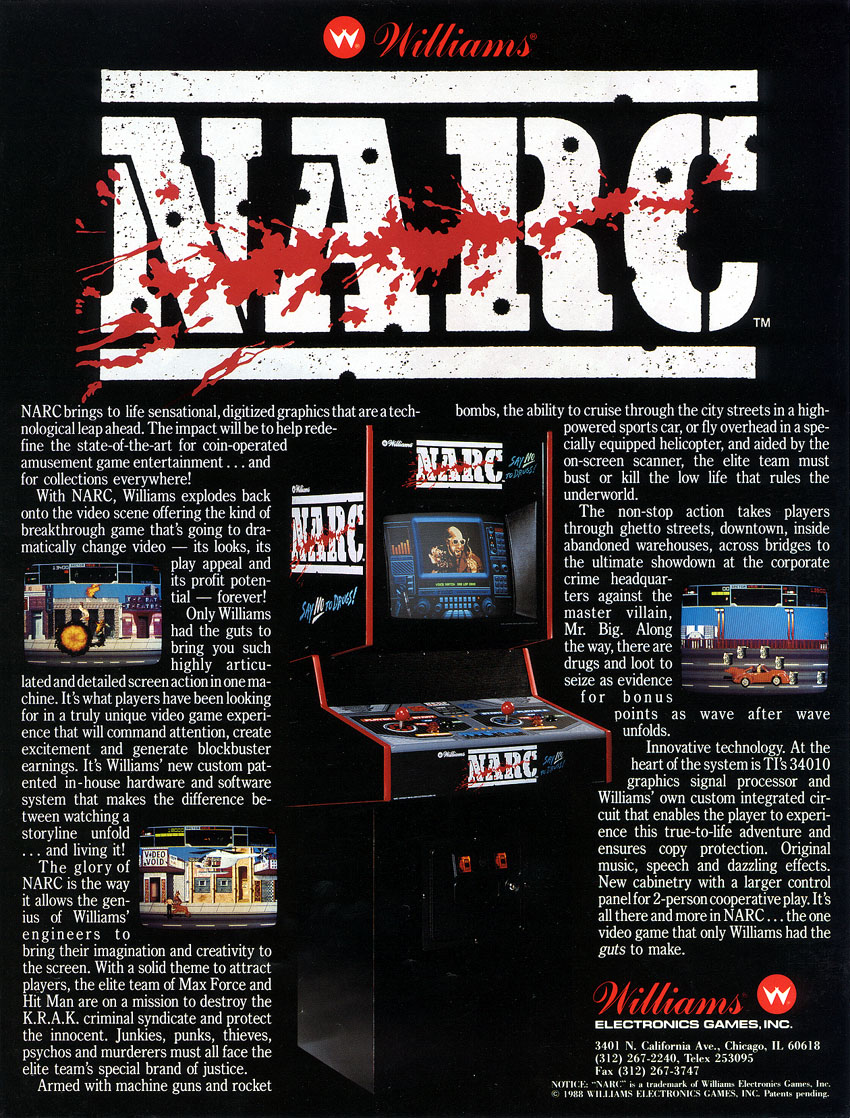 Williams®
NARC™
NARC brings to life sensational, digitized graphics that are a tech-
nological leap ahead. The impact will be to help rede-
fine the state-of-the-art for coin-operated
amusement game entertainment . . . and
for collections everywhere!
With NARC, Williams explodes back
onto the video scene offering the kind of
breakthrough game that's going to dra-
matically change video — its looks, its
play appeal and
its profit poten-
tial — forever!
Only Williams
had the guts to
bring you such
highly articu-
lated and detailed screen action in one ma-
chine. It's what players have been looking
for in a truly unique video game experi-
ence that will command attention, create
excitement and generate blockbuster
earnings. It's Williams' new custom pat-
ented in-house hardware and software
system that makes the difference be-
tween watching a
storyline unfold
. . . and living it!
The glory of
NARC is the way
it allows the gen-
ius of Williams'
engineers to
bring their imagination and creativity to
the screen. With a solid theme to attract
players, the elite team of Max Force and
Hit Man are on a mission to destroy the
K.R.A.K. criminal syndicate and protect
the innocent. Junkies, punks, thieves,
psychos and murderers must all face the
elite team's special brand of justice.
Armed with machine guns and rocket
bombs, the ability to cruise through the city streets in a high-
powered sports car, or fly overhead in a spe-
cially equipped helicopter, and aided by the
on-screen scanner, the elite team must
bust or kill the low life that rules the
underworld.
The non-stop action takes players
through ghetto streets, downtown, inside
abandoned warehouses, across bridges to
the ultimate showdown at the corporate
crime headquar-
ters against the
master villain,
Mr. Big. Along
the way, there are
drugs and loot to
seize as evidence
for bonus
points as wave after wave
unfolds.
Innovative technology. At the
heart of the system is TI's 34010
graphics signal processor and
Williams' own custom integrated cir-
cuit that enables the player to experi-
ence this true-to-life adventure and
ensures copy protection. Original
music, speech and dazzling effects.
New cabinetry with a larger control
panel for 2-person cooperative play. It's
all there and more in NARC . . . the one
video game that only Williams had the
guts to make.
Williams
NARC
SAY NO
TO DRUGS!
Williams
NARC
SAY NO
TO DRUGS!
Williams
NARC
SAY NO
TO DRUGS!
VIDEO
VOID
Williams®
ELECTRONICS GAMES, INC.
3401 N. California Ave., Chicago, IL 60618
(312) 267-2240, Telex 253095
Fax (312) 267-3747
NOTICE: "NARC" is a trademark of Williams Electronics Games, Inc.
© 1988 WILLIAMS ELECTRONICS GAMES, INC. Patents pending.